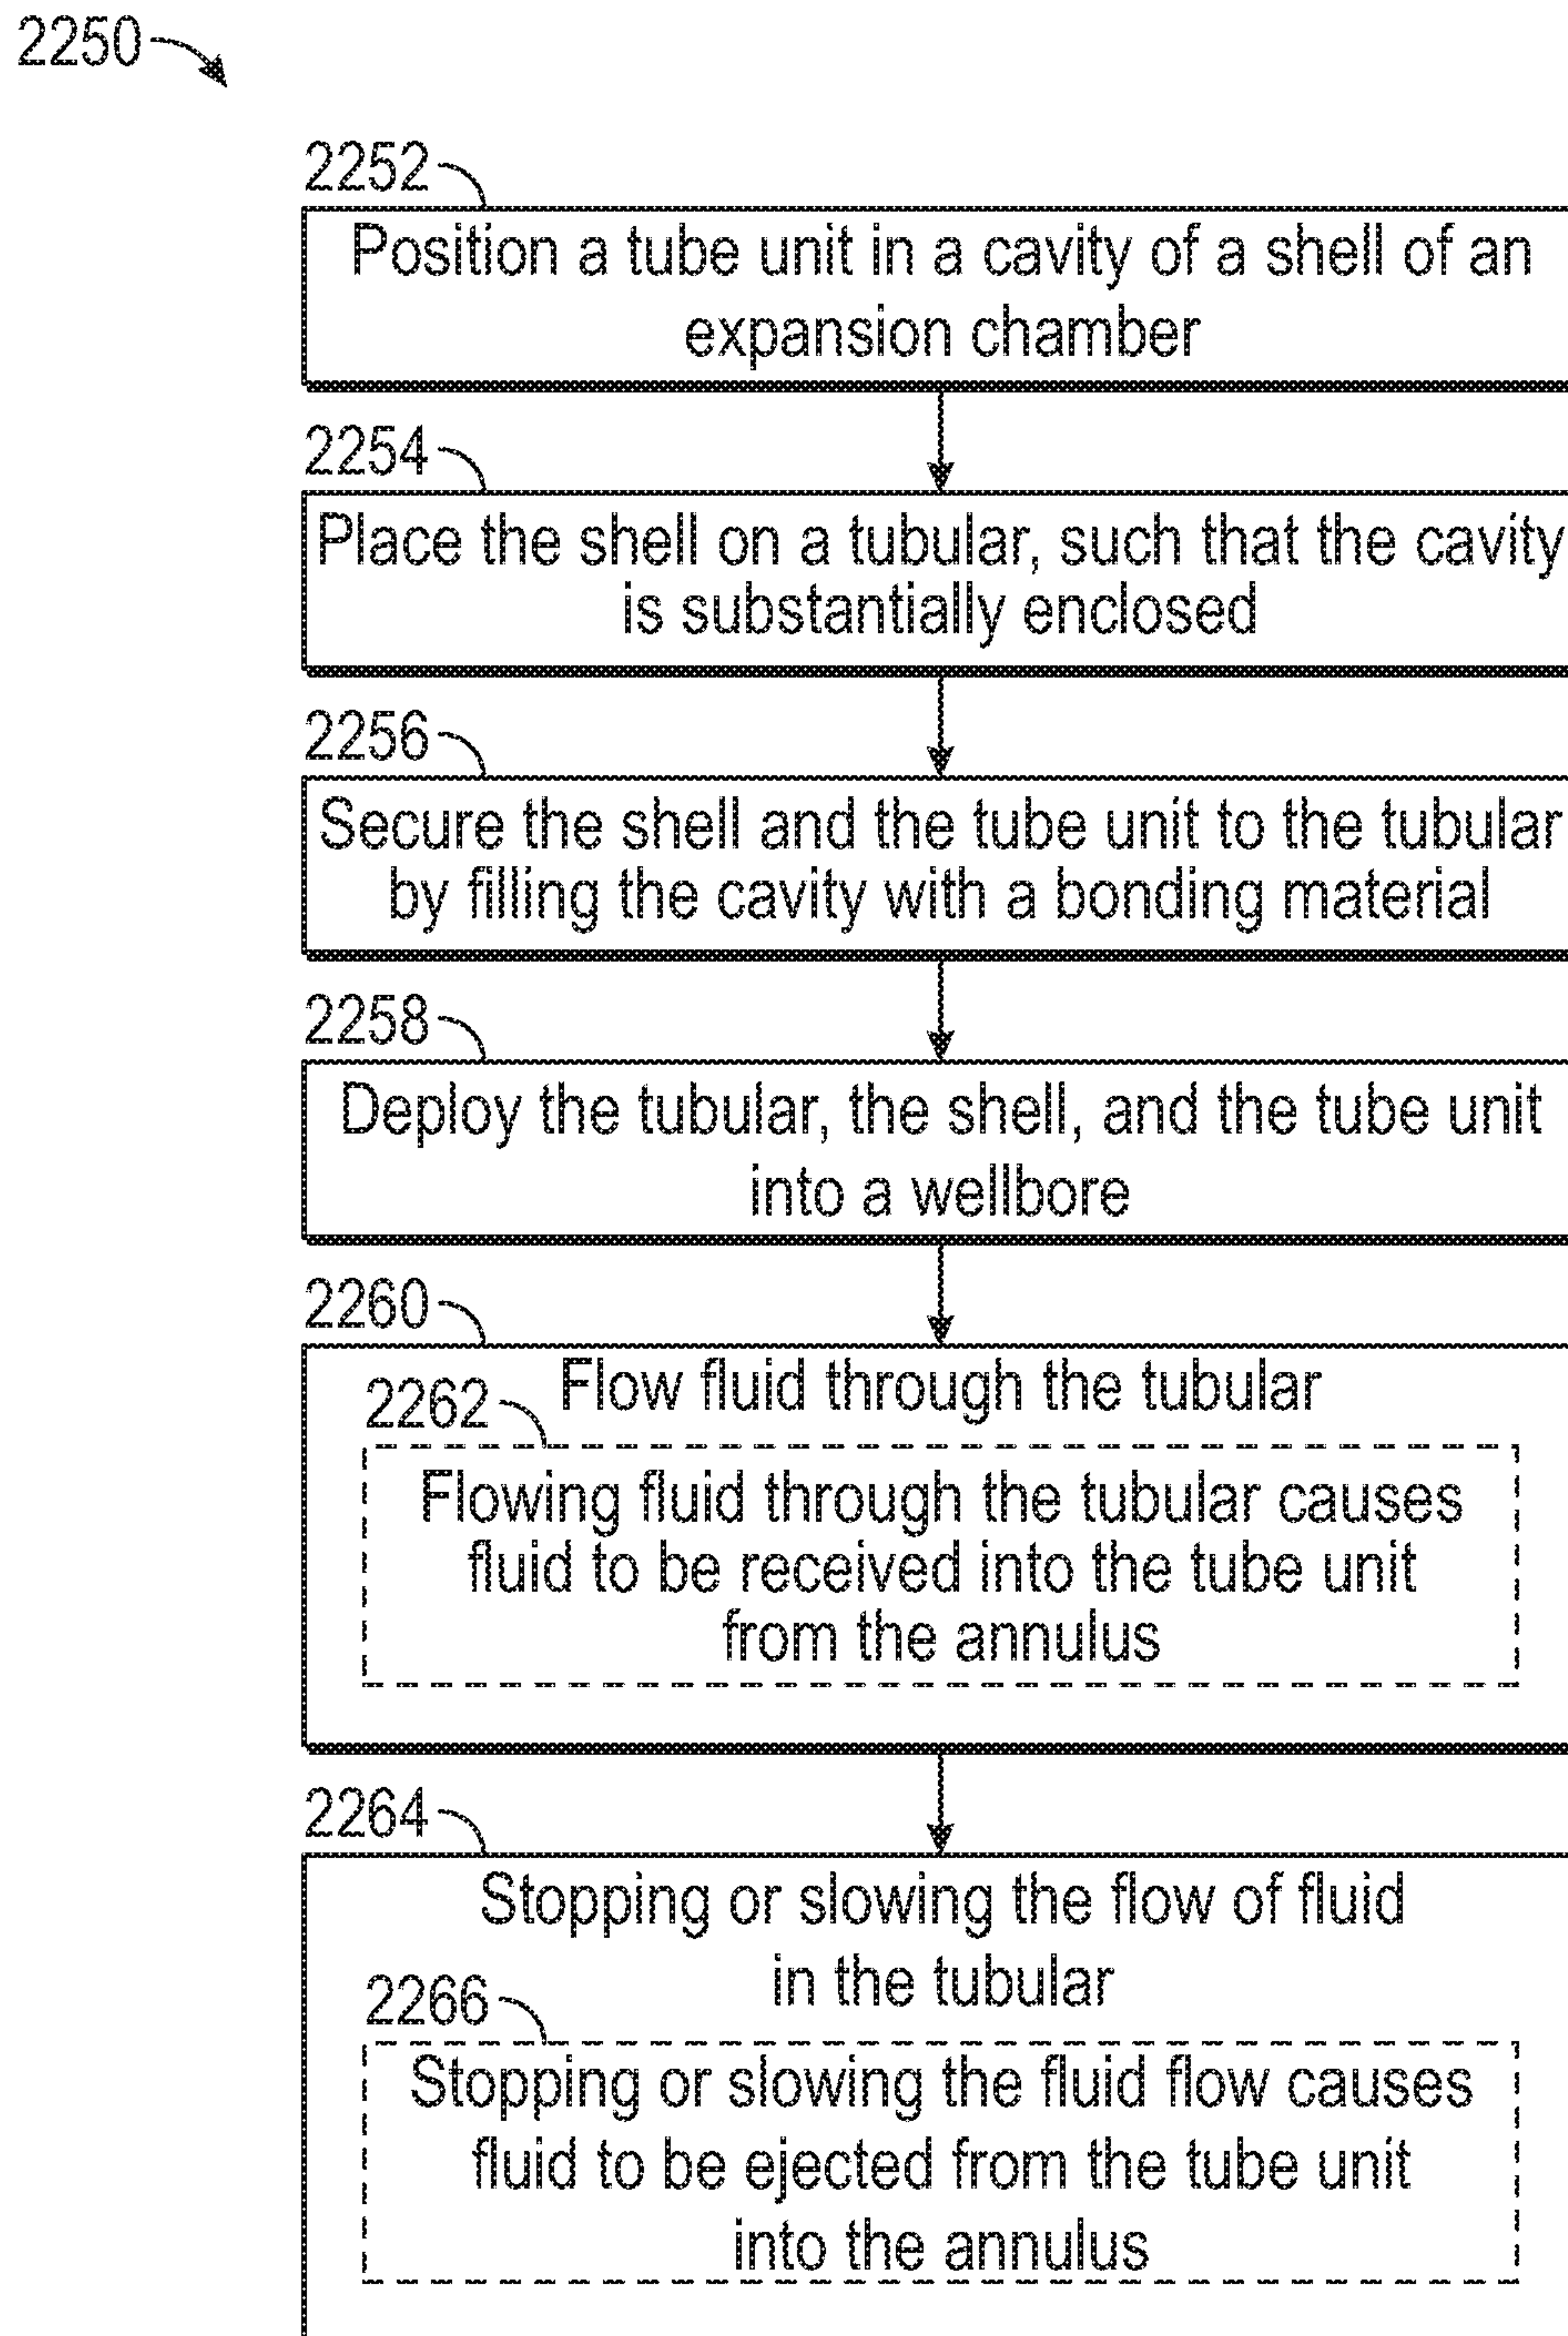 2250
2252
Position a tube unit in a cavity of a shell of an
expansion chamber
2254
Place the shell on a tubular, such that the cavity
is substantially enclosed
2256
Secure the shell and the tube unit to the tubular
by filling the cavity with a bonding material
2258
Deploy the tubular, the shell, and the tube unit
into a wellbore
2260
Flow fluid through the tubular
2262
Flowing fluid through the tubular causes
fluid to be received into the tube unit
from the annulus
2264
Stopping or slowing the flow of fluid
in the tubular
2266
Stopping or slowing the fluid flow causes
fluid to be ejected from the tube unit
into the annulus